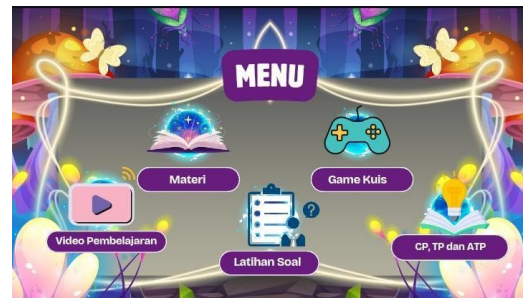 MENU
Materi
Game Kuis
Video Pembelajaran
Latihan Soal
CP, TP dan ATP